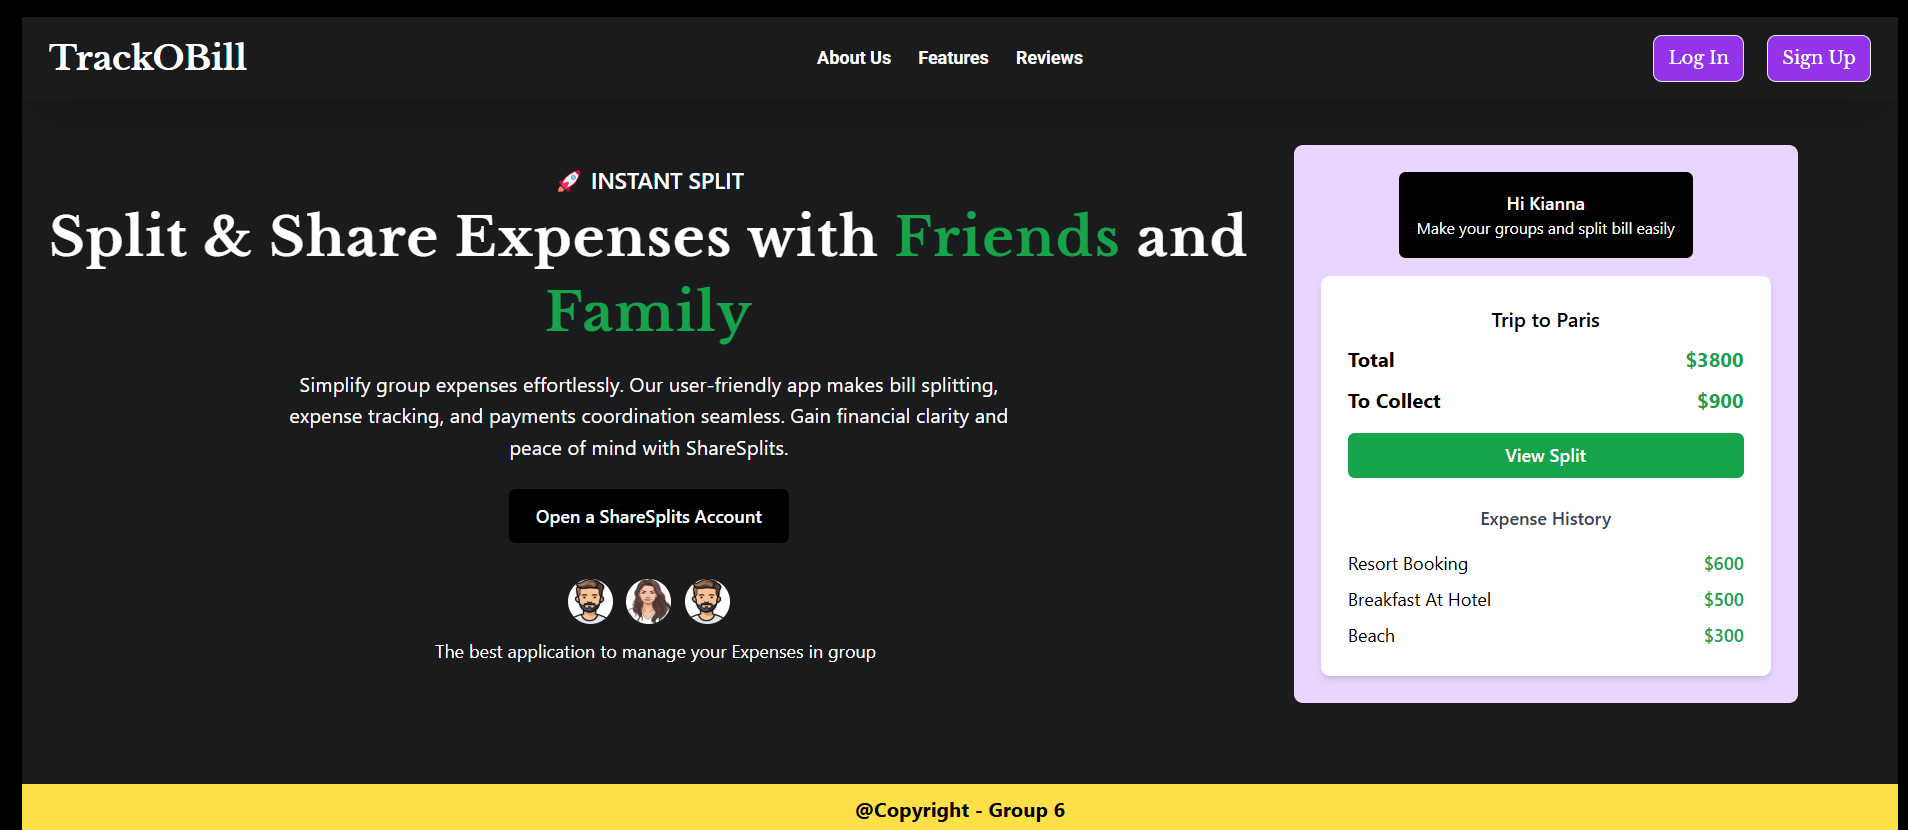 TrackOBill
About Us Features Reviews
Log In Sign Up
🚀 INSTANT SPLIT
Split & Share Expenses with Friends and
Family
Simplify group expenses effortlessly. Our user-friendly app makes bill splitting,
expense tracking, and payments coordination seamless. Gain financial clarity and
peace of mind with ShareSplits.
Open a ShareSplits Account
The best application to manage your Expenses in group
Hi Kianna
Make your groups and split bill easily
Trip to Paris
Total $3800
To Collect $900
View Split
Expense History
Resort Booking $600
Breakfast At Hotel $500
Beach $300
@Copyright - Group 6